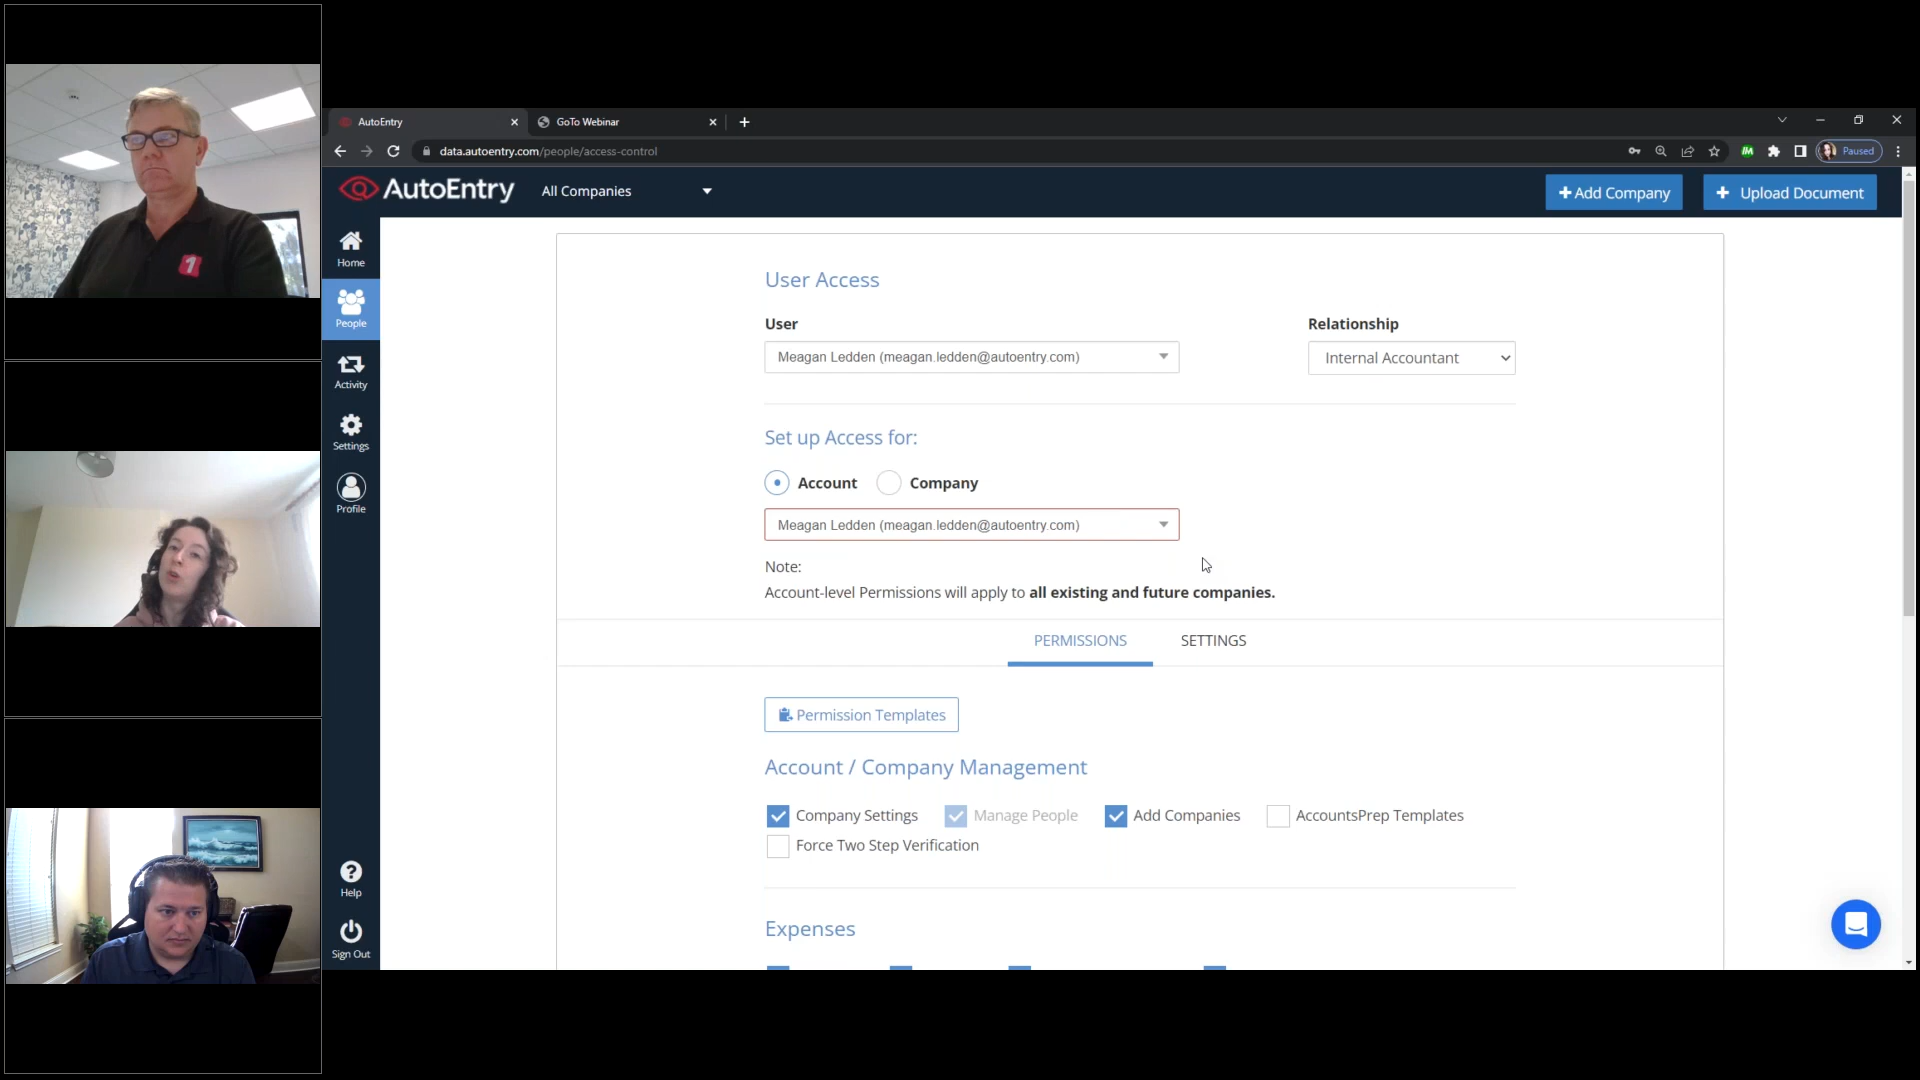 AutoEntry
GoTo Webinar
data.autoentry.com/people/access-control
Paused
AutoEntry
All Companies
Add Company
Upload Document
Home
People
Activity
Settings
Profile
Help
Sign Out
User Access
User
Relationship
Meagan Ledden (meagan.ledden@autoentry.com)
Internal Accountant
Set up Access for:
Account
Company
Meagan Ledden (meagan.ledden@autoentry.com)
Note:
Account-level Permissions will apply to all existing and future companies.
PERMISSIONS
SETTINGS
Permission Templates
Account / Company Management
Company Settings
Manage People
Add Companies
AccountsPrep Templates
Force Two Step Verification
Expenses
1